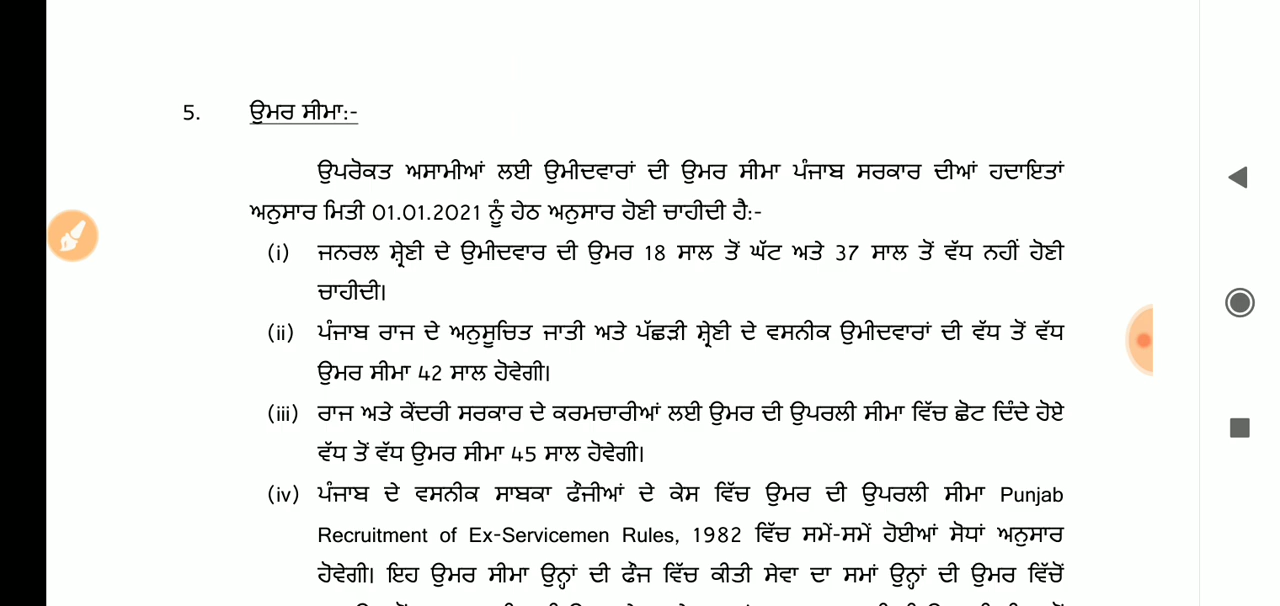 5. ਉਮਰ ਸੀਮਾ:-
ਉਪਰੋਕਤ ਅਸਾਮੀਆਂ ਲਈ ਉਮੀਦਵਾਰਾਂ ਦੀ ਉਮਰ ਸੀਮਾ ਪੰਜਾਬ ਸਰਕਾਰ ਦੀਆਂ ਹਦਾਇਤਾਂ
ਅਨੁਸਾਰ ਮਿਤੀ 01.01.2021 ਨੂੰ ਹੇਠ ਅਨੁਸਾਰ ਹੋਣੀ ਚਾਹੀਦੀ ਹੈ:-
(i) ਜਨਰਲ ਸ਼੍ਰੇਣੀ ਦੇ ਉਮੀਦਵਾਰ ਦੀ ਉਮਰ 18 ਸਾਲ ਤੋਂ ਘੱਟ ਅਤੇ 37 ਸਾਲ ਤੋਂ ਵੱਧ ਨਹੀਂ ਹੋਣੀ
ਚਾਹੀਦੀ।
(ii) ਪੰਜਾਬ ਰਾਜ ਦੇ ਅਨੁਸੂਚਿਤ ਜਾਤੀ ਅਤੇ ਪੱਛੜੀ ਸ਼੍ਰੇਣੀ ਦੇ ਵਸਨੀਕ ਉਮੀਦਵਾਰਾਂ ਦੀ ਵੱਧ ਤੋਂ ਵੱਧ
ਉਮਰ ਸੀਮਾ 42 ਸਾਲ ਹੋਵੇਗੀ।
(iii) ਰਾਜ ਅਤੇ ਕੇਂਦਰੀ ਸਰਕਾਰ ਦੇ ਕਰਮਚਾਰੀਆਂ ਲਈ ਉਮਰ ਦੀ ਉਪਰਲੀ ਸੀਮਾ ਵਿੱਚ ਛੋਟ ਦਿੰਦੇ ਹੋਏ
ਵੱਧ ਤੋਂ ਵੱਧ ਉਮਰ ਸੀਮਾ 45 ਸਾਲ ਹੋਵੇਗੀ।
(iv) ਪੰਜਾਬ ਦੇ ਵਸਨੀਕ ਸਾਬਕਾ ਫੌਜੀਆਂ ਦੇ ਕੇਸ ਵਿੱਚ ਉਮਰ ਦੀ ਉਪਰਲੀ ਸੀਮਾ Punjab
Recruitment of Ex-Servicemen Rules, 1982 ਵਿੱਚ ਸਮੇਂ-ਸਮੇਂ ਹੋਈਆਂ ਸੋਧਾਂ ਅਨੁਸਾਰ
ਹੋਵੇਗੀ। ਇਹ ਉਮਰ ਸੀਮਾ ਉਨ੍ਹਾਂ ਦੀ ਫੌਜ ਵਿੱਚ ਕੀਤੀ ਸੇਵਾ ਦਾ ਸਮਾਂ ਉਨ੍ਹਾਂ ਦੀ ਉਮਰ ਵਿੱਚੋਂ